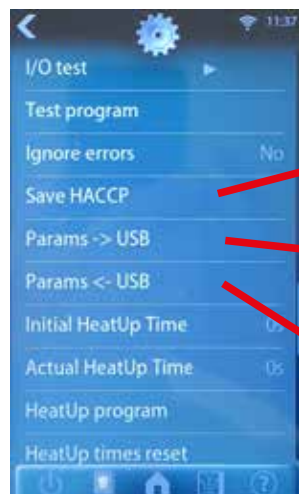 11:37
I/O test
Test program
Ignore errors No
Save HACCP
Params -> USB
Params <- USB
Initial HeatUp Time 0s
Actual HeatUp Time 0s
HeatUp program
HeatUp times reset